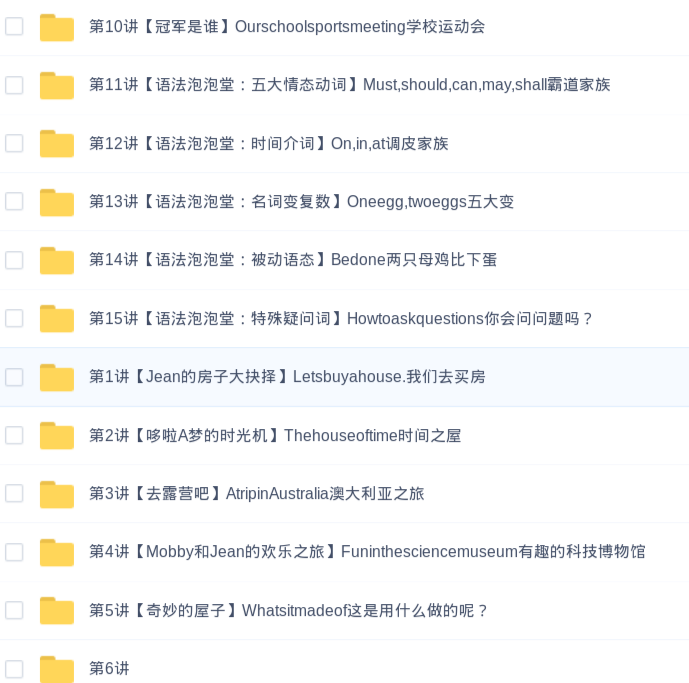 第10讲【冠军是谁】Ourschoolsportsmeeting学校运动会
第11讲【语法泡泡堂：五大情态动词】Must,should,can,may,shall霸道家族
第12讲【语法泡泡堂：时间介词】On,in,at调皮家族
第13讲【语法泡泡堂：名词变复数】Oneegg,twoeggs五大变
第14讲【语法泡泡堂：被动语态】Bedone两只母鸡比下蛋
第15讲【语法泡泡堂：特殊疑问词】Howtoaskquestions你会问问题吗？
第1讲【Jean的房子大抉择】Letsbuyahouse.我们去买房
第2讲【哆啦A梦的时光机】Thehouseoftime时间之屋
第3讲【去露营吧】AtripinAustralia澳大利亚之旅
第4讲【Mobby和Jean的欢乐之旅】Funinthesciencemuseum有趣的科技博物馆
第5讲【奇妙的屋子】Whatsitmadeof这是用什么做的呢？
第6讲